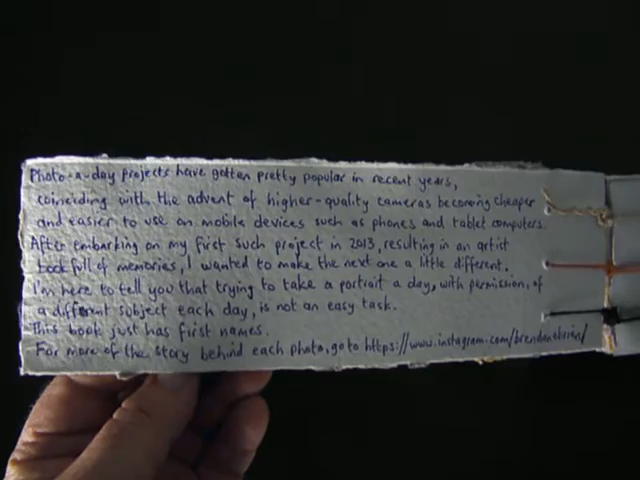 Photo-a-day projects have gotten pretty popular in recent years,
coinciding with the advent of higher-quality cameras becoming cheaper
and easier to use on mobile devices such as phones and tablet computers.
After embarking on my first such project in 2013, resulting in an artist
book full of memories, I wanted to make the next one a little different.
I'm here to tell you that trying to take a portrait a day, with permission, of
a different subject each day, is not an easy task.
This book just has first names.
For more of the story behind each photo, go to https://www.instagram.com/brendanobrien/